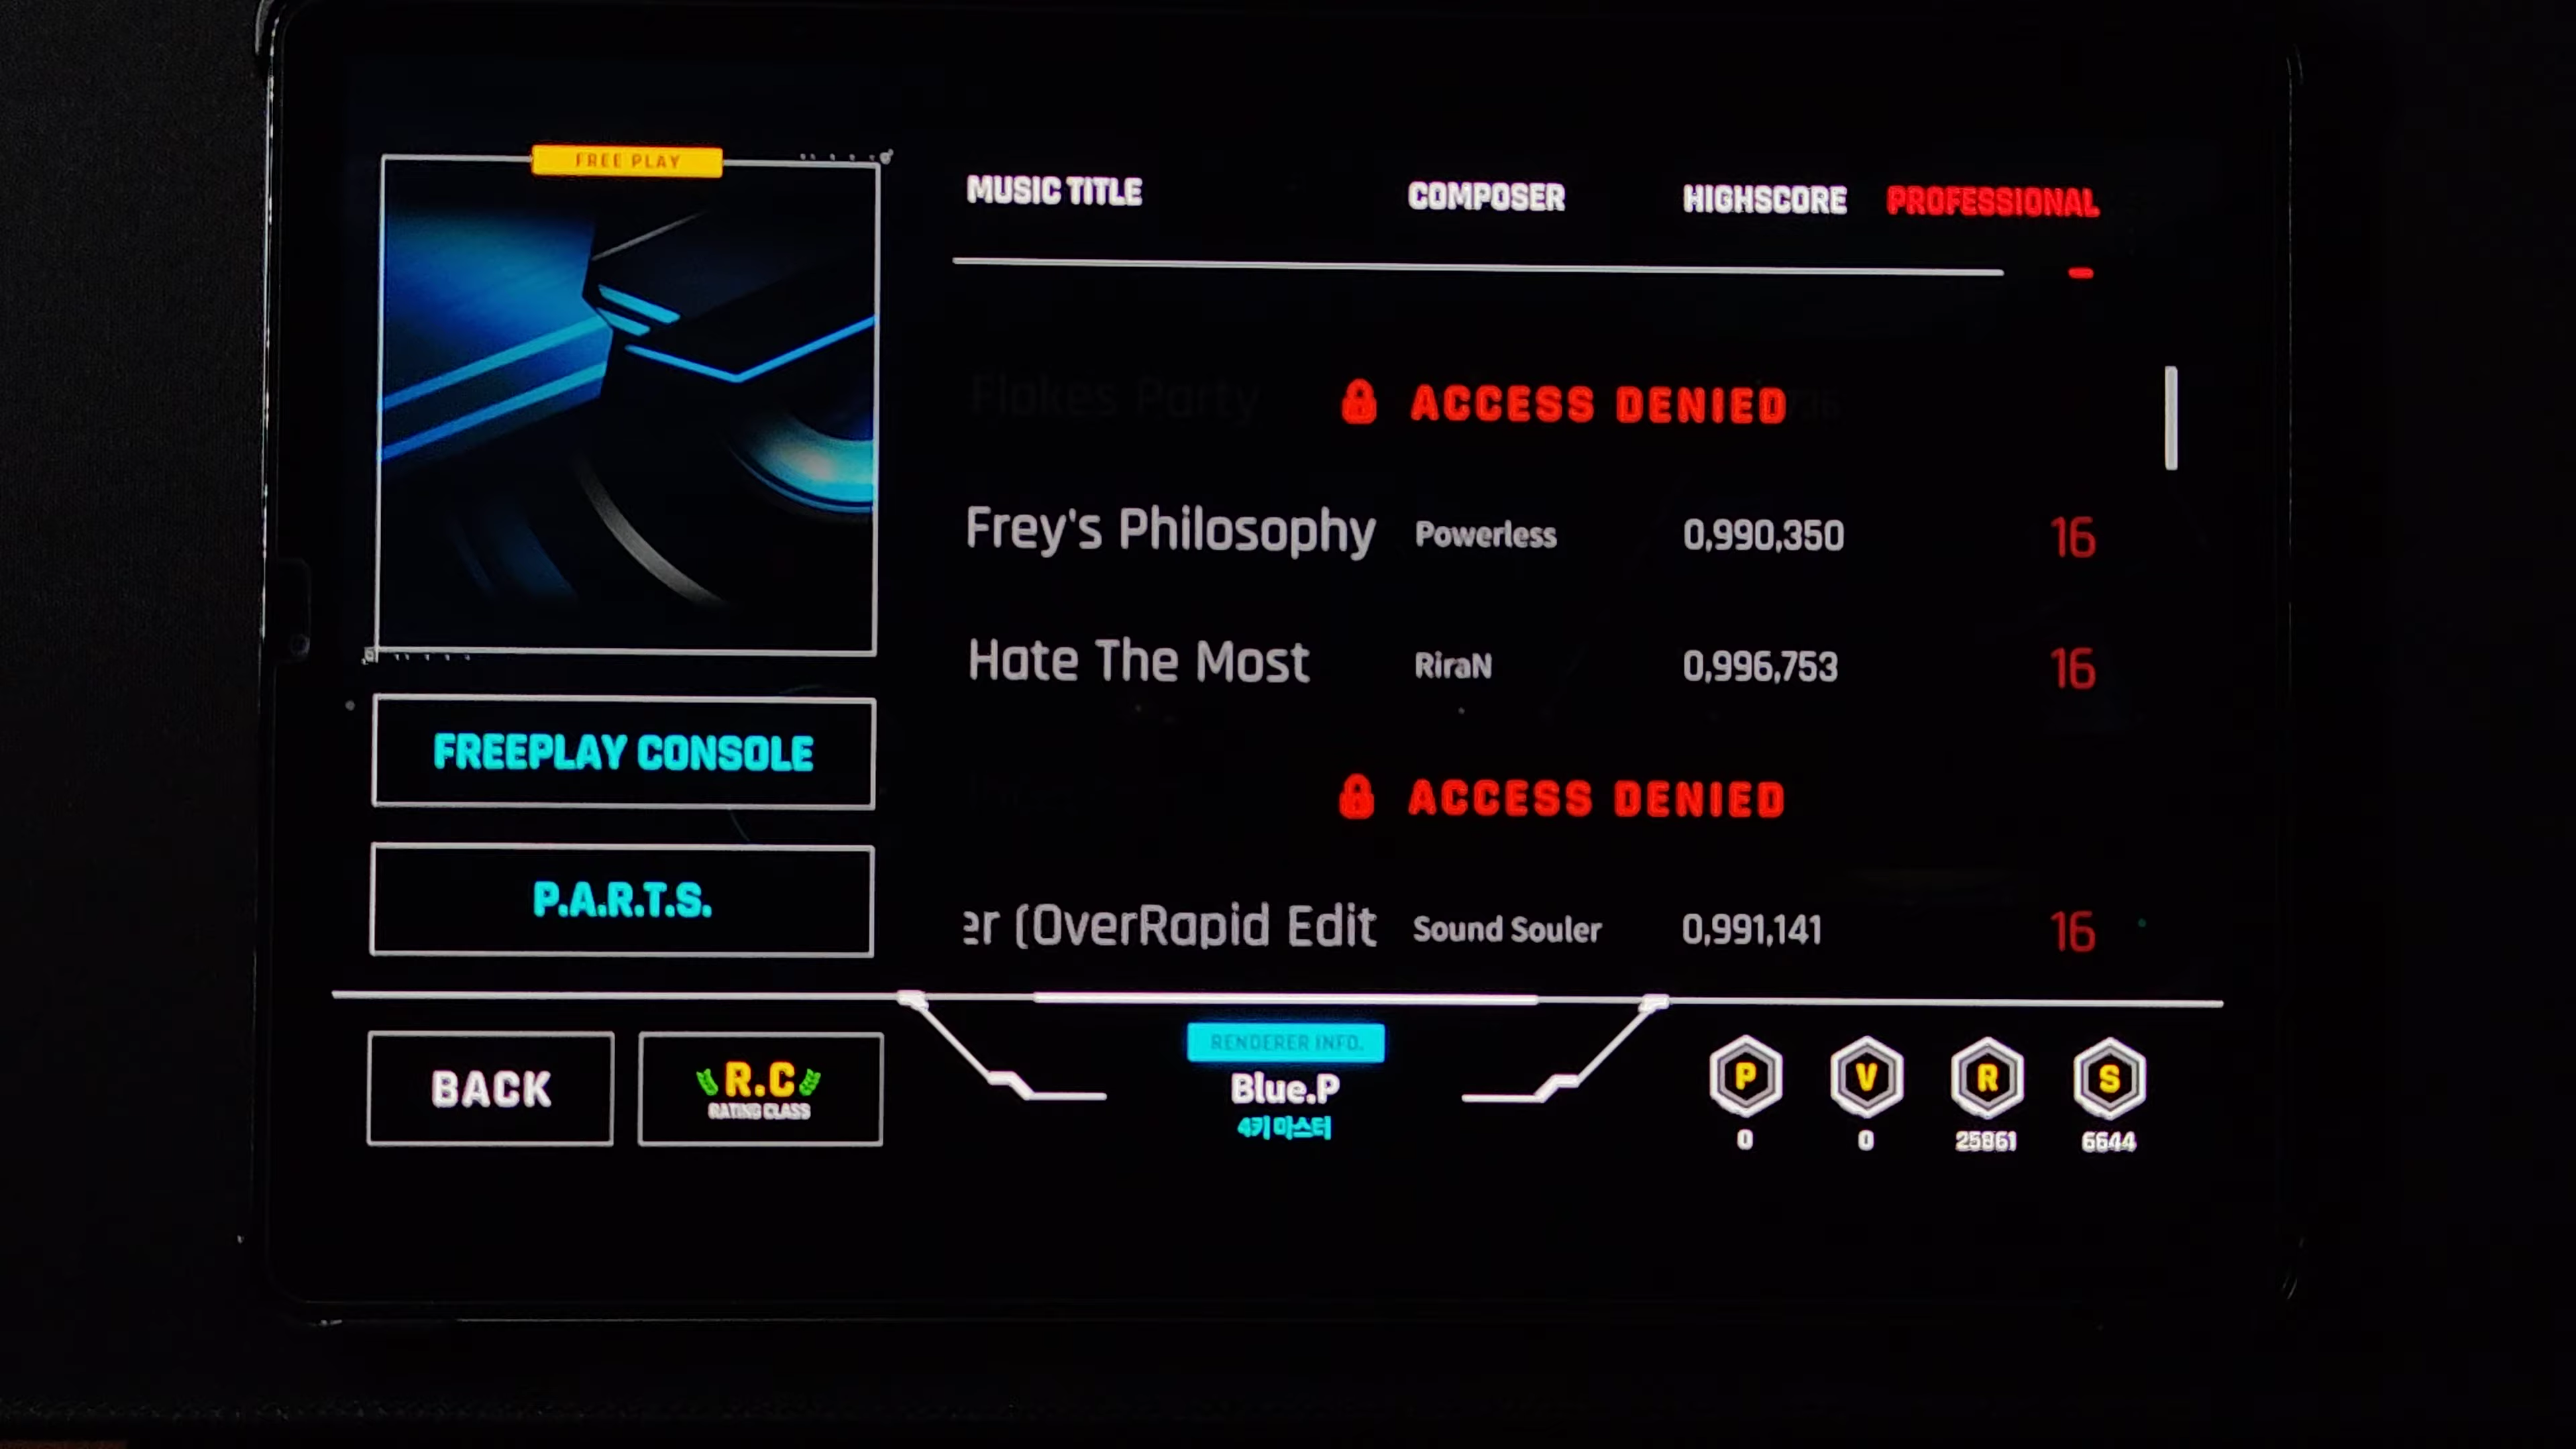 FREE PLAY
MUSIC TITLE COMPOSER HIGHSCORE PROFESSIONAL
Flakes Party ACCESS DENIED
Frey's Philosophy Powerless 0,990,350 16
Hate The Most RiraN 0,996,753 16
ACCESS DENIED
er (OverRapid Edit Sound Souler 0,991,141 16
FREEPLAY CONSOLE
P.A.R.T.S.
BACK
R.C
RATING CLASS
RENDERER INFO.
Blue.P
4키 마스터
P V R S
0 0 25861 6644